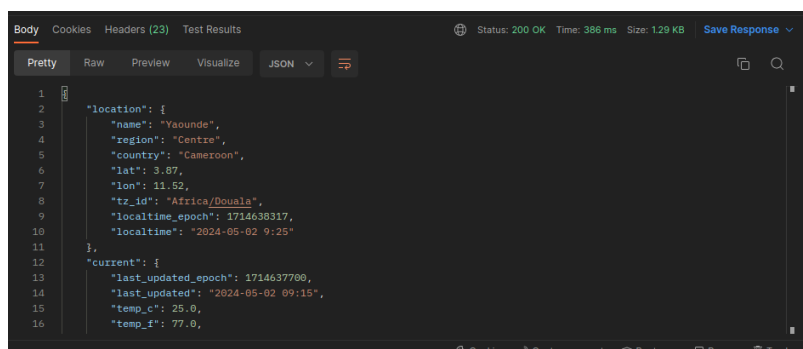 Body Cookies Headers (23) Test Results Status: 200 OK Time: 386 ms Size: 1.29 KB Save Response
Pretty Raw Preview Visualize JSON
1 {
2 "location": {
3 "name": "Yaounde",
4 "region": "Centre",
5 "country": "Cameroon",
6 "lat": 3.87,
7 "lon": 11.52,
8 "tz_id": "Africa/Douala",
9 "localtime_epoch": 1714638317,
10 "localtime": "2024-05-02 9:25"
11 },
12 "current": {
13 "last_updated_epoch": 1714637700,
14 "last_updated": "2024-05-02 09:15",
15 "temp_c": 25.0,
16 "temp_f": 77.0,